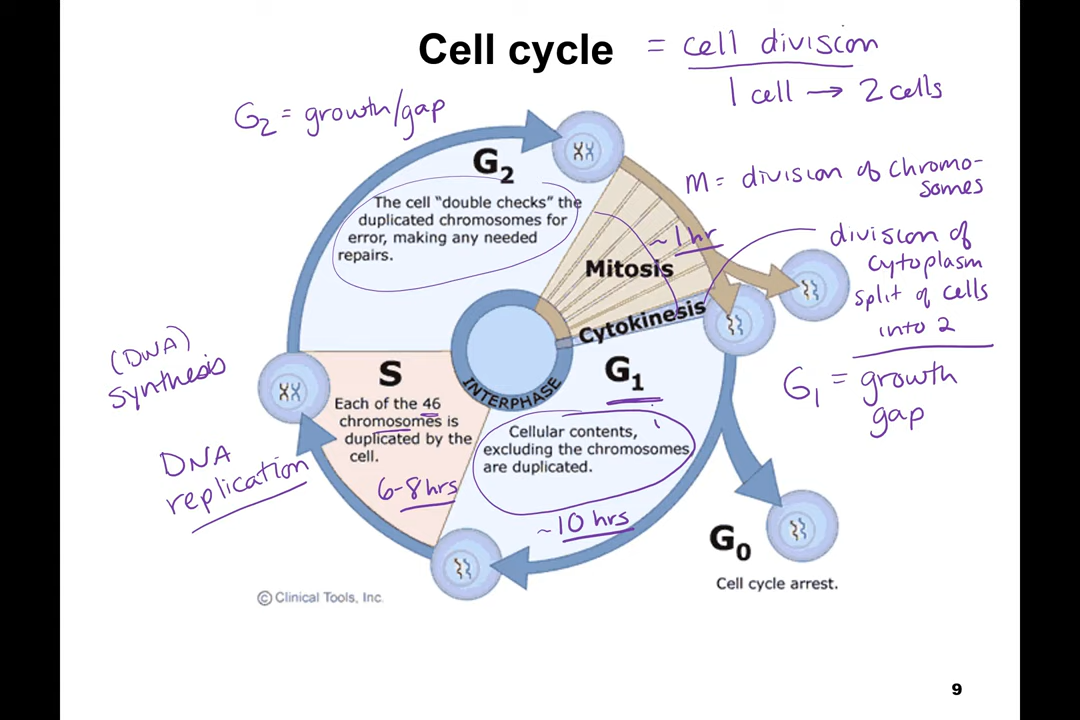 Cell cycle = cell division
1 cell → 2 cells
G2 = growth/gap
G2
The cell "double checks" the
duplicated chromosomes for
error, making any needed
repairs.
M = division of Chromo-
somes
~ 1 hr
Mitosis
division of
cytoplasm
split of cells
into 2
Cytokinesis
(DNA)
synthesis
S
Each of the 46
chromosomes is
duplicated by the
cell.
6-8 hrs
INTERPHASE
G1
Cellular contents,
excluding the chromosomes
are duplicated.
~ 10 hrs
G1 = growth
gap
DNA
replication
G0
Cell cycle arrest.
© Clinical Tools, Inc.
9